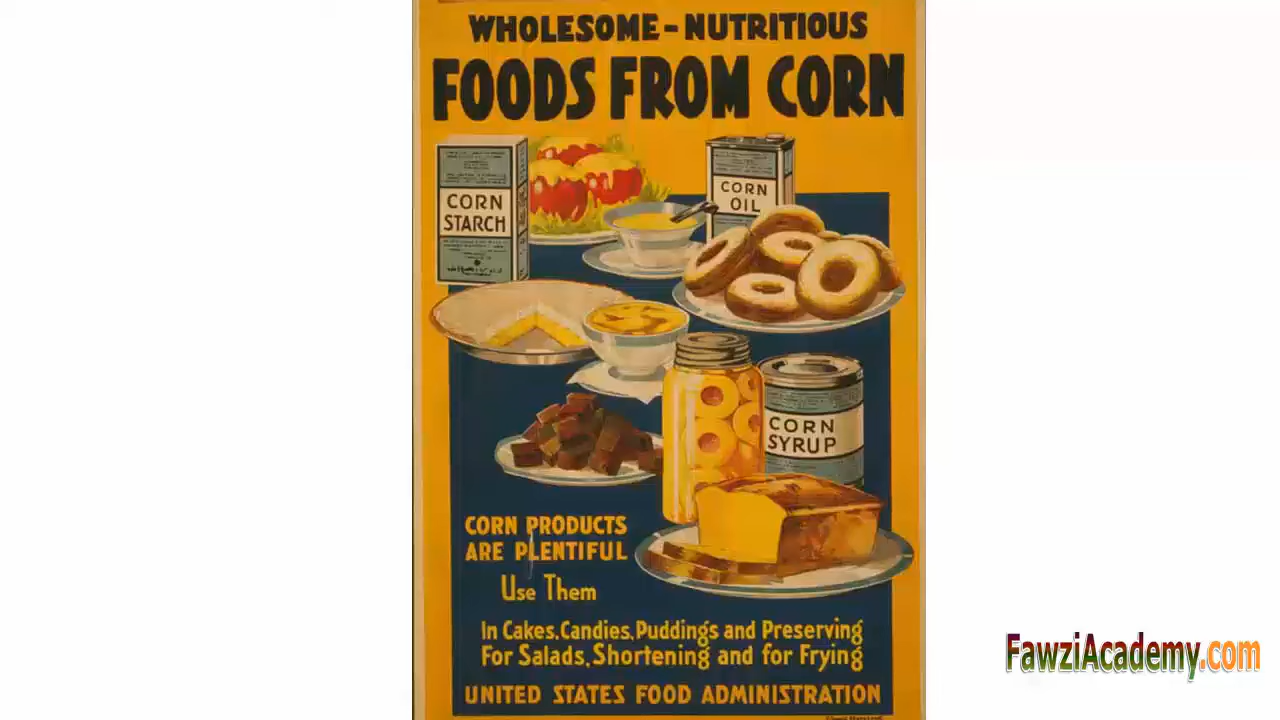 WHOLESOME-NUTRITIOUS
FOODS FROM CORN
CORN
STARCH
CORN
OIL
CORN
SYRUP
CORN PRODUCTS
ARE PLENTIFUL
Use Them
In Cakes, Candies, Puddings and Preserving
For Salads, Shortening and for Frying
UNITED STATES FOOD ADMINISTRATION
FawziAcademy.com